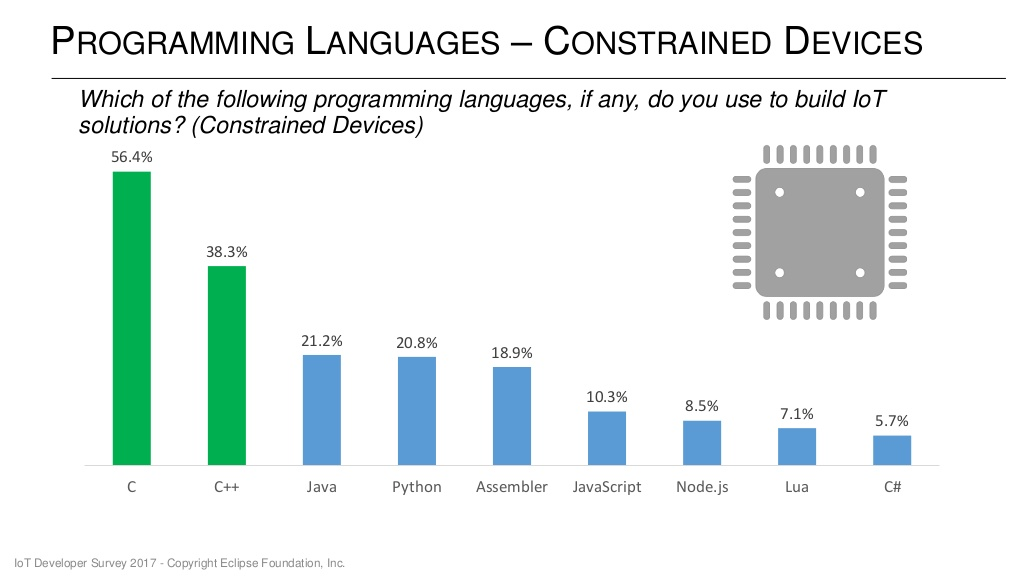 PROGRAMMING LANGUAGES – CONSTRAINED DEVICES
Which of the following programming languages, if any, do you use to build IoT
solutions? (Constrained Devices)
56.4%
38.3%
21.2%
20.8%
18.9%
10.3%
8.5%
7.1%
5.7%
C
C++
Java
Python
Assembler
JavaScript
Node.js
Lua
C#
IoT Developer Survey 2017 - Copyright Eclipse Foundation, Inc.